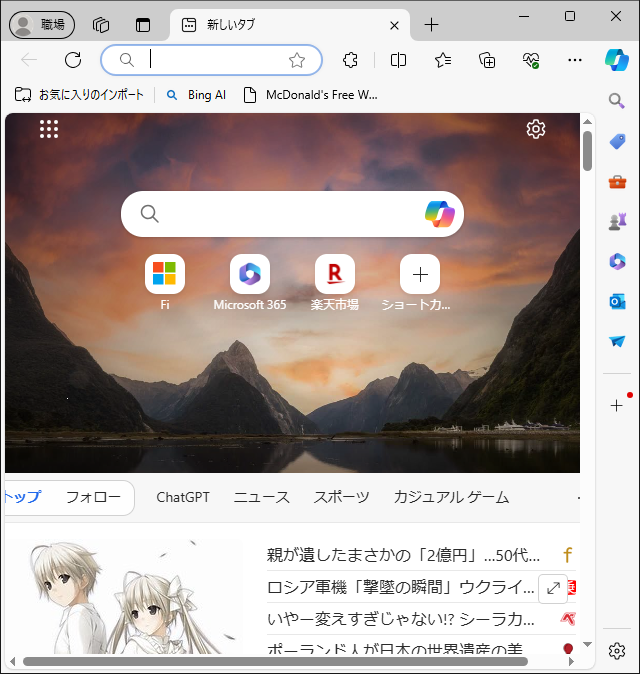 職場
新しいタブ
お気に入りのインポート
Bing AI
McDonald's Free W...
Fi
Microsoft 365
R
楽天市場
ショートカ...
トップ
フォロー
ChatGPT
ニュース
スポーツ
カジュアル ゲーム
親が遺したまさかの「2億円」...50代...
f
ロシア軍機「撃墜の瞬間」ウクライ...
いやー変えすぎじゃない!? シーラカ...
ポーランド人が日本の世界遺産の美